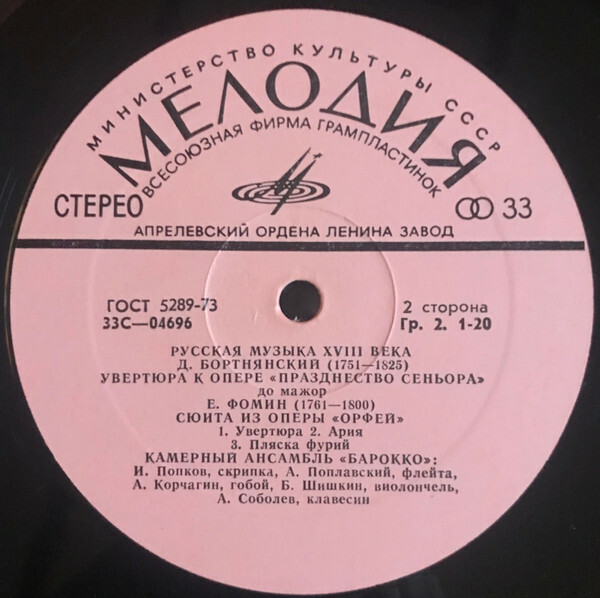 МИНИСТЕРСТВО КУЛЬТУРЫ СССР
МЕЛОДИЯ
ВСЕСОЮЗНАЯ ФИРМА ГРАМПЛАСТИНОК
СТЕРЕО
33
АПРЕЛЕВСКИЙ ОРДЕНА ЛЕНИНА ЗАВОД
ГОСТ 5289-73
2 сторона
33С—04696
Гр. 2. 1-20
РУССКАЯ МУЗЫКА XVIII ВЕКА
Д. БОРТНЯНСКИЙ (1751—1825)
УВЕРТЮРА К ОПЕРЕ «ПРАЗДНЕСТВО СЕНЬОРА»
до мажор
Е. ФОМИН (1761—1800)
СЮИТА ИЗ ОПЕРЫ «ОРФЕЙ»
1. Увертюра 2. Ария
3. Пляска фурий
КАМЕРНЫЙ АНСАМБЛЬ «БАРОККО»:
И. Попков, скрипка, А. Поплавский, флейта,
А. Корчагин, гобой, Б. Шишкин, виолончель,
А. Соболев, клавесин